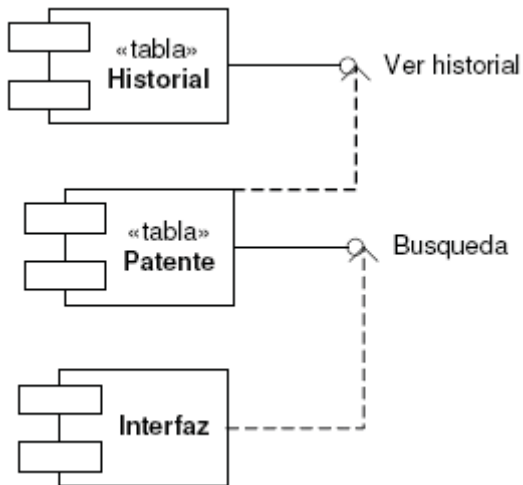 «tabla»
Historial
Ver historial
«tabla»
Patente
Busqueda
Interfaz